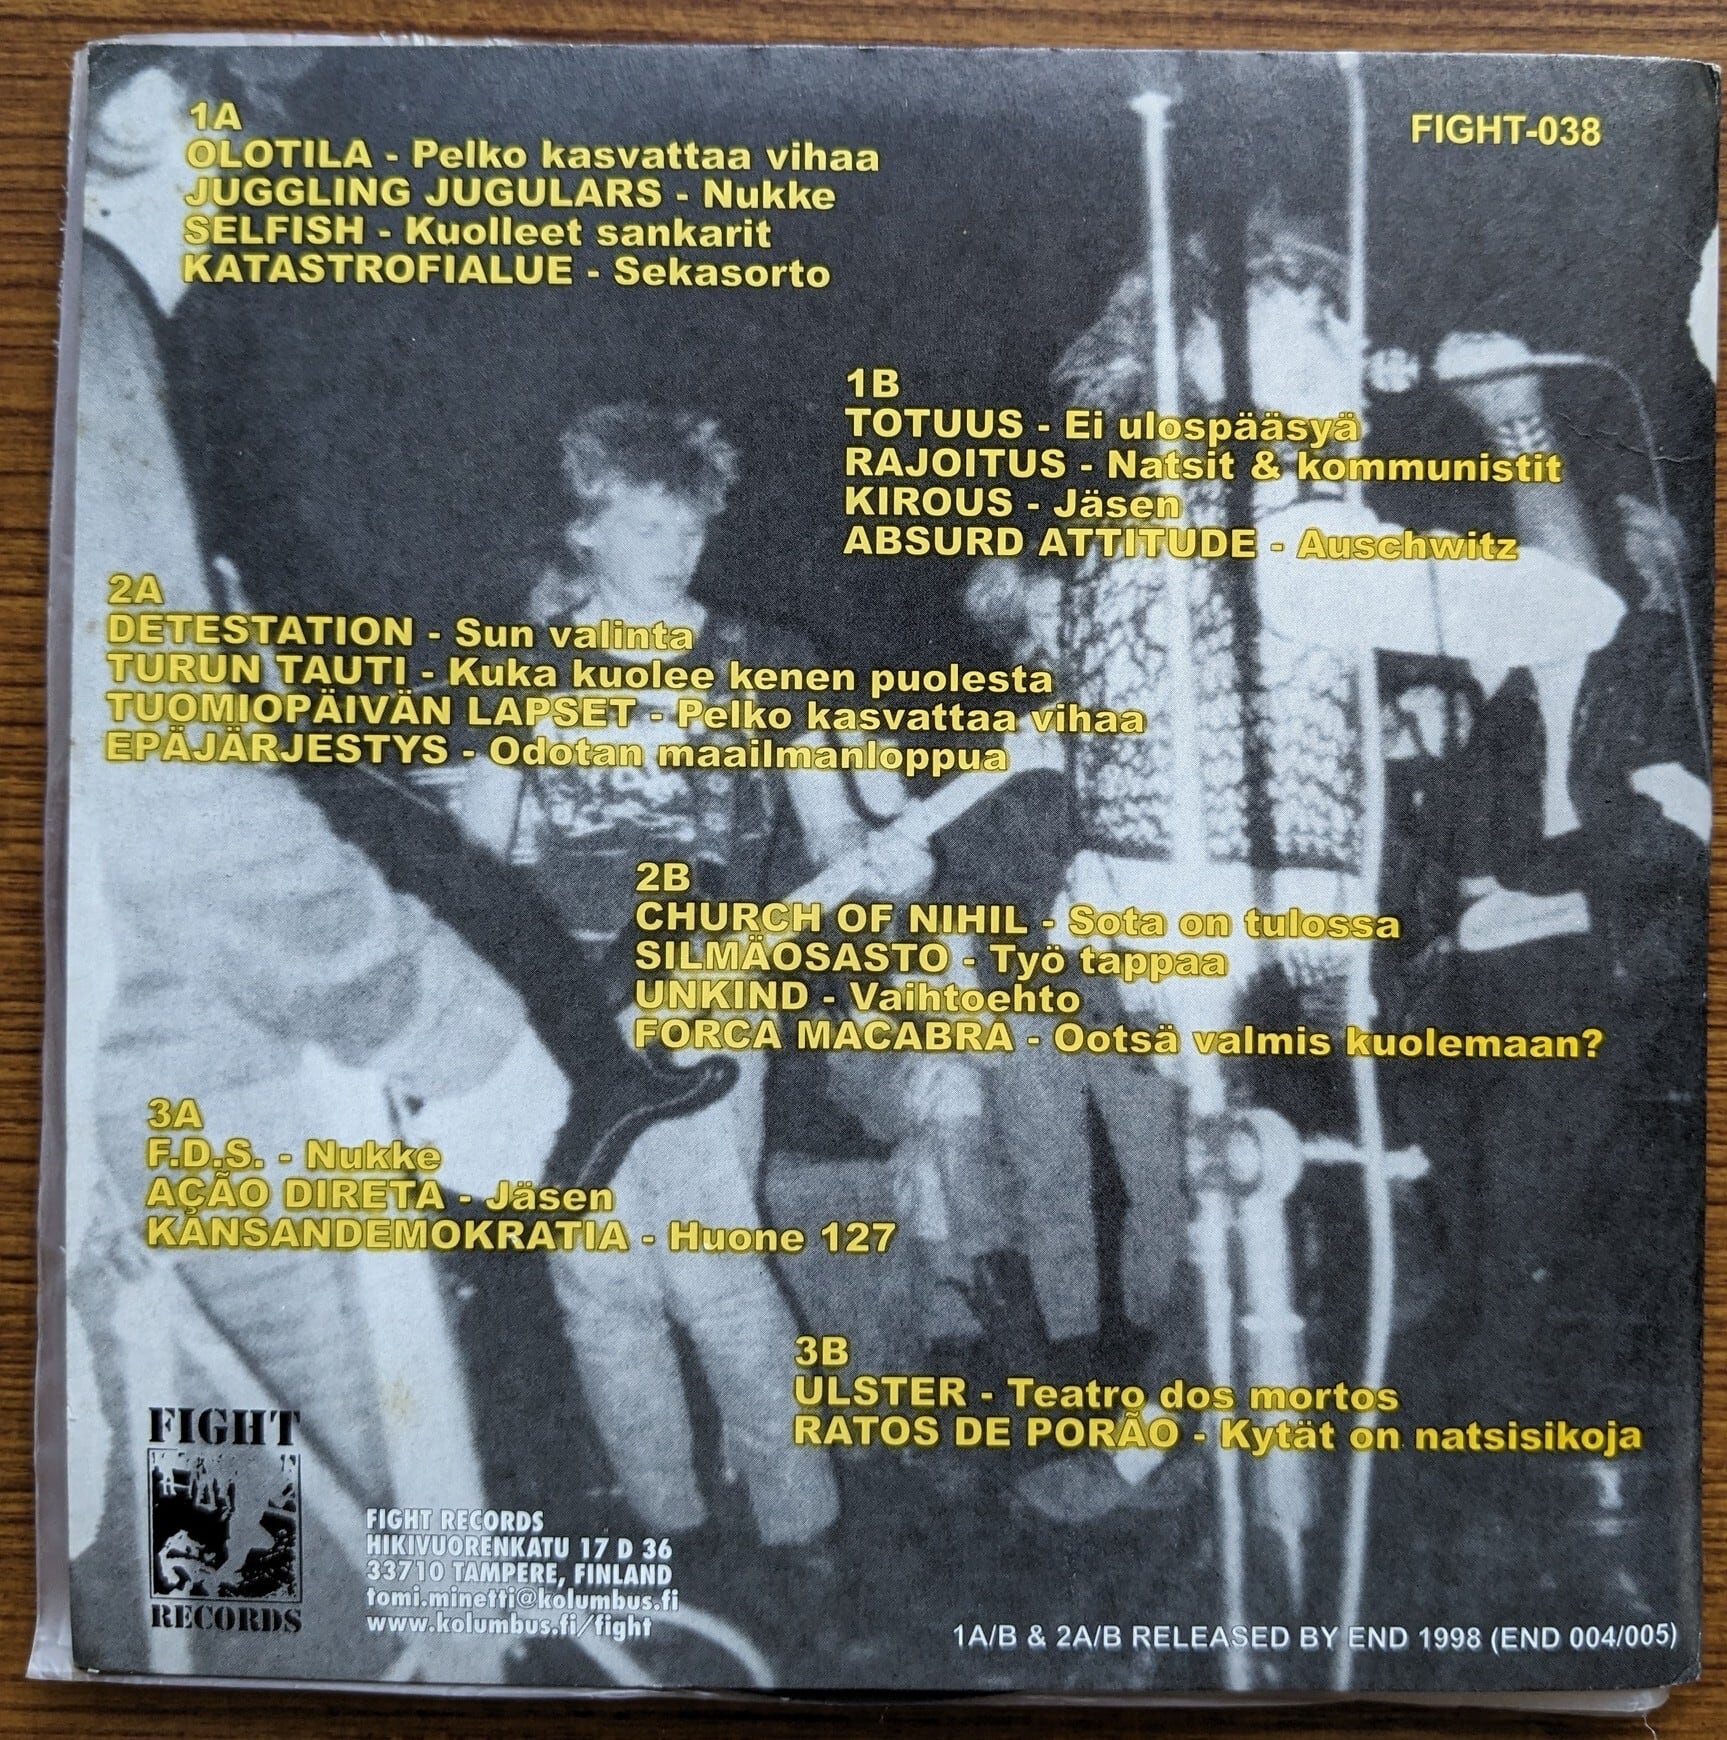 1A
OLOTILA - Pelko kasvattaa vihaa
JUGGLING JUGULARS - Nukke
SELFISH - Kuolleet sankarit
KATASTROFIALUE - Sekasorto
FIGHT-038
1B
TOTUUS - Ei ulospääsyä
RAJOITUS - Natsit & kommunistit
KIROUS - Jäsen
ABSURD ATTITUDE - Auschwitz
2A
DETESTATION - Sun valinta
TURUN TAUTI - Kuka kuolee kenen puolesta
TUOMIOPÄIVÄN LAPSET - Pelko kasvattaa vihaa
EPÄJÄRJESTYS - Odotan maailmanloppua
2B
CHURCH OF NIHIL - Sota on tulossa
SILMÄOSASTO - Työ tappaa
UNKIND - Vaihtoehto
FORCA MACABRA - Ootsä valmis kuolemaan?
3A
F.D.S. - Nukke
AÇÃO DIRETA - Jäsen
KANSANDEMOKRATIA - Huone 127
3B
ULSTER - Teatro dos mortos
RATOS DE PORÃO - Kytät on natsisikoja
FIGHT
RECORDS
FIGHT RECORDS
HIKIVUORENKATU 17 D 36
33710 TAMPERE, FINLAND
tomi.minetti@kolumbus.fi
www.kolumbus.fi/fight
1A/B & 2A/B RELEASED BY END 1998 (END 004/005)